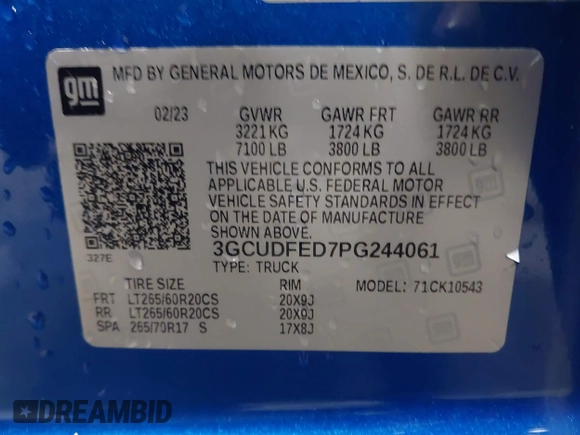 gm
MFD BY GENERAL MOTORS DE MEXICO, S. DE R.L. DE C.V.
02/23 GVWR GAWR FRT GAWR RR
3221 KG 1724 KG 1724 KG
7100 LB 3800 LB 3800 LB
THIS VEHICLE CONFORMS TO ALL
APPLICABLE U.S. FEDERAL MOTOR
VEHICLE SAFETY STANDARDS IN EFFECT
ON THE DATE OF MANUFACTURE
SHOWN ABOVE.
327E 3GCUDFED7PG244061
TYPE: TRUCK
TIRE SIZE RIM MODEL: 71CK10543
FRT LT265/60R20CS 20X9J
RR LT265/60R20CS 20X9J
SPA 265/70R17 S 17X8J
DREAMBID